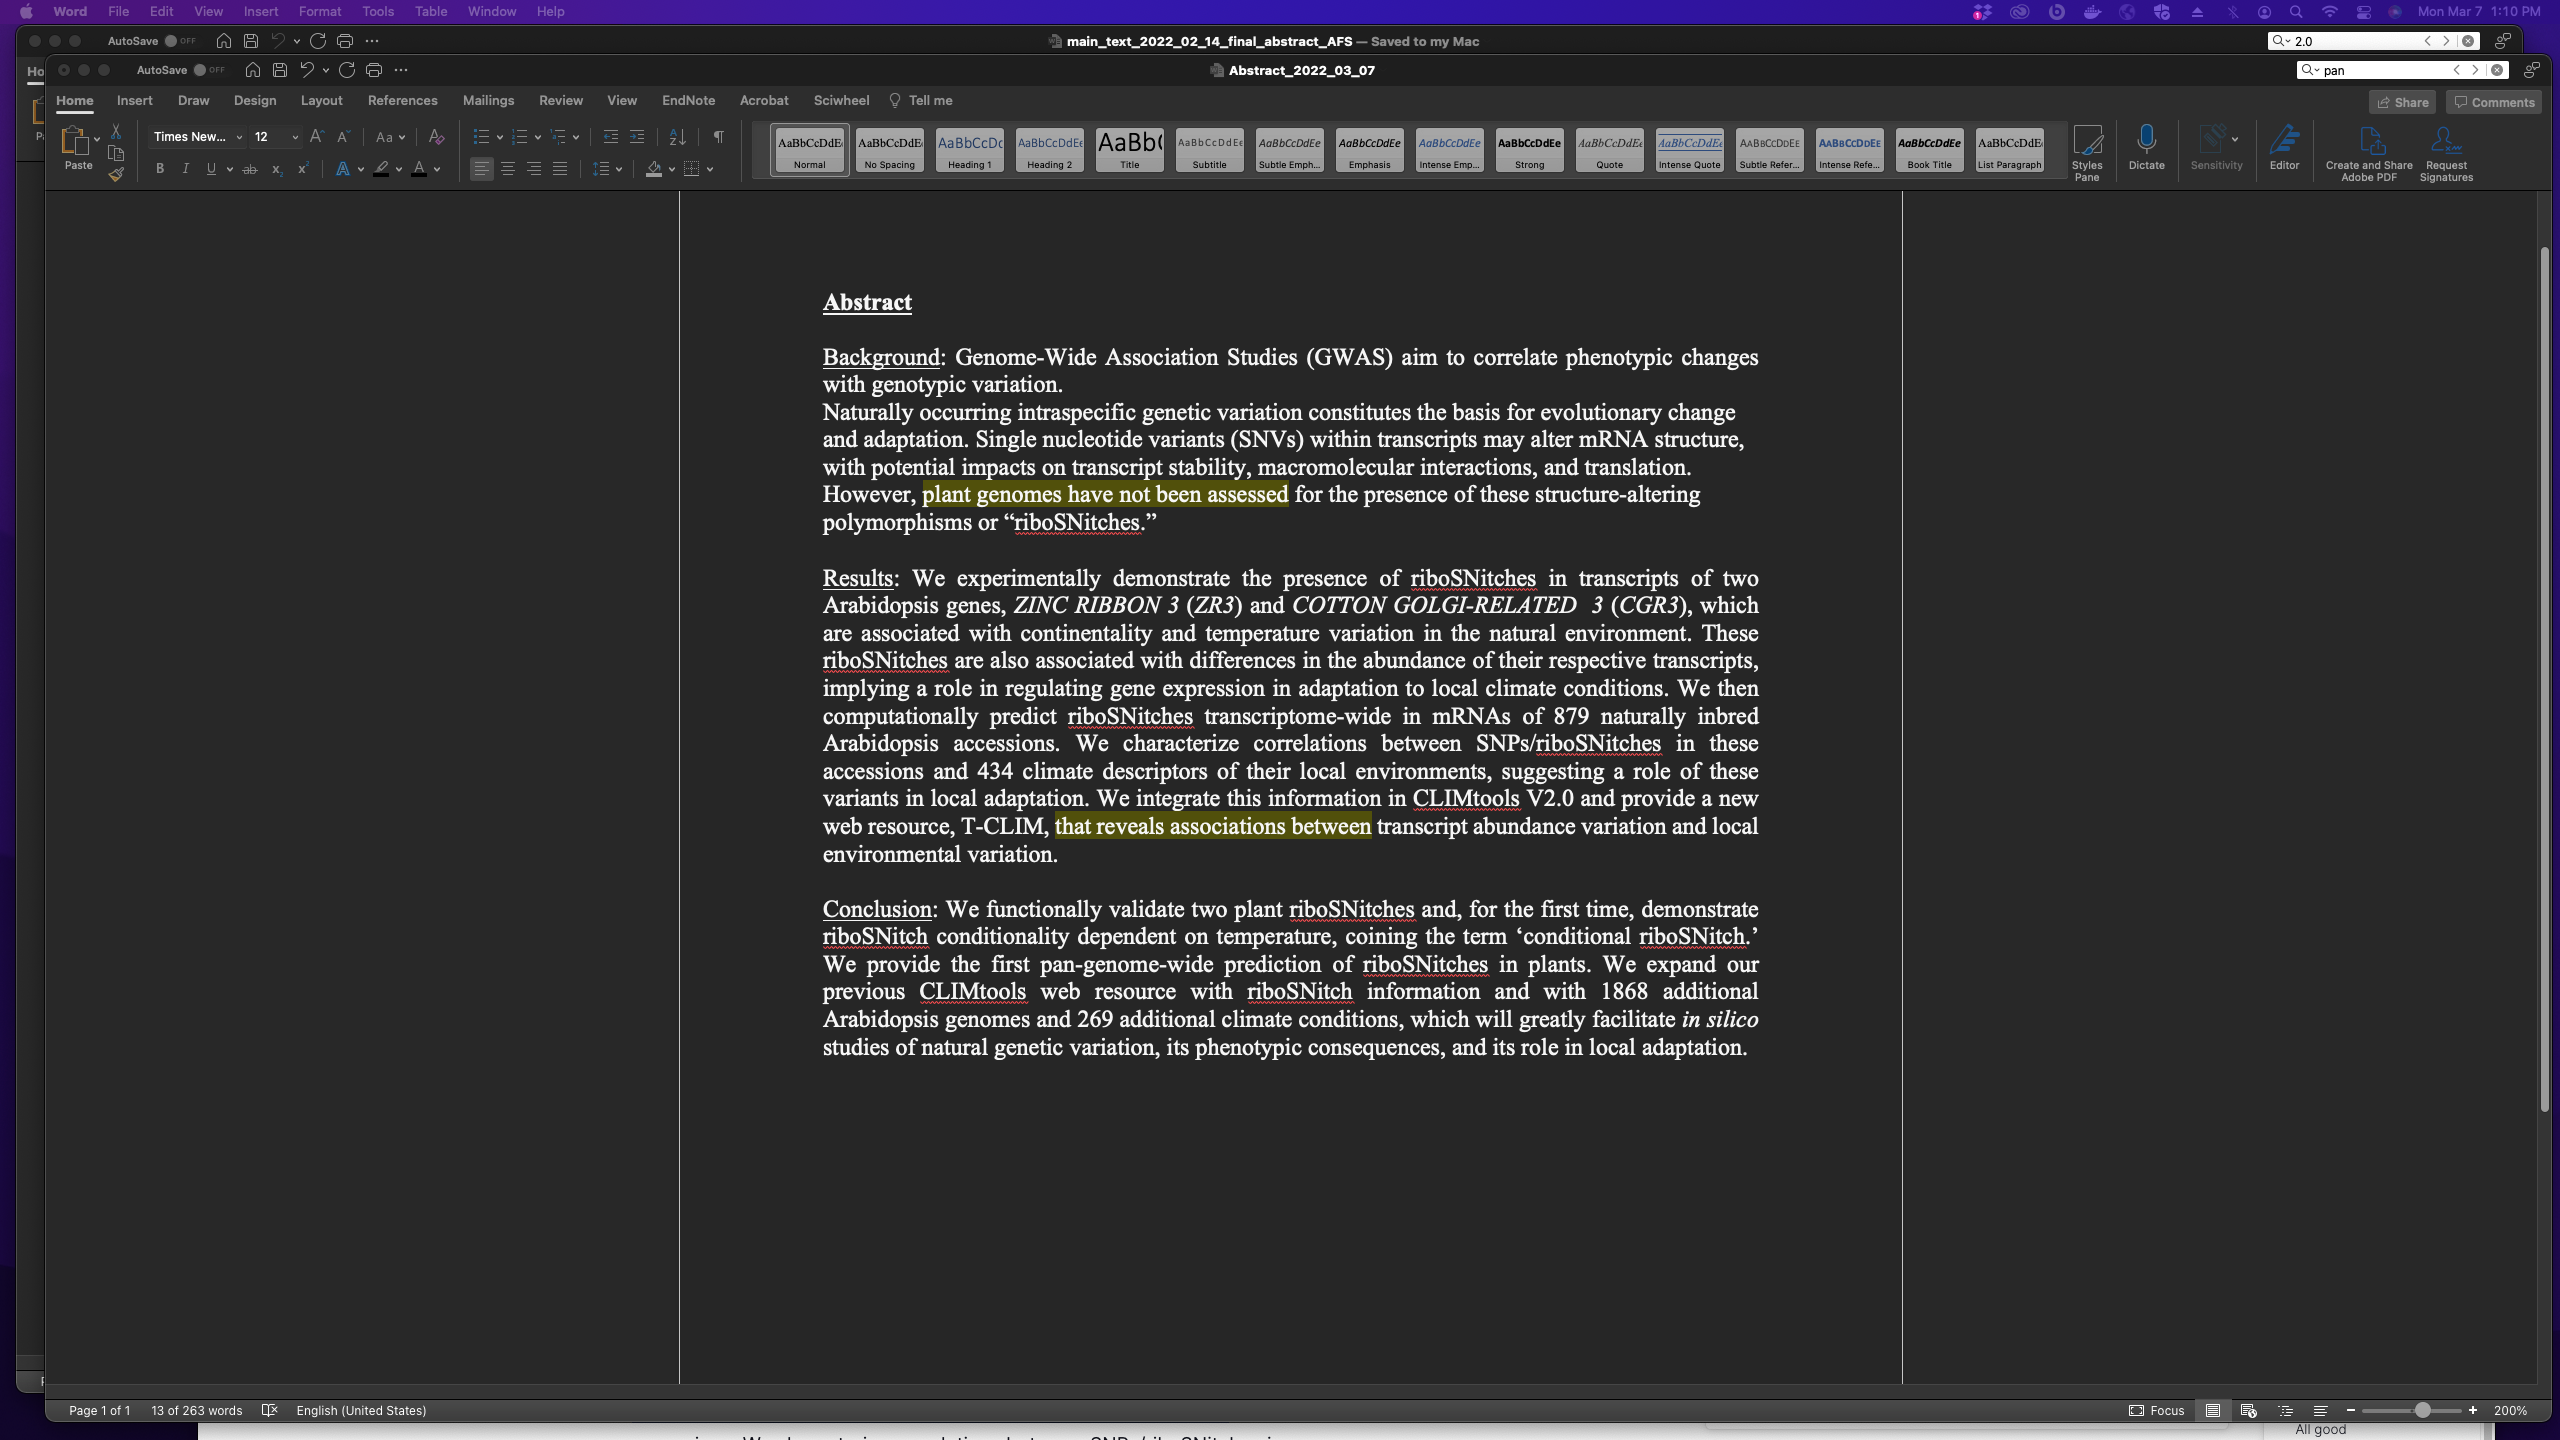 Word File Edit View Insert Format Tools Table Window Help
Mon Mar 7 1:10 PM
AutoSave OFF
main_text_2022_02_14_final_abstract_AFS — Saved to my Mac
2.0
AutoSave OFF
Abstract_2022_03_07
pan
Home Insert Draw Design Layout References Mailings Review View EndNote Acrobat Sciwheel Tell me
Share Comments
Paste
Times New... 12
AaBbCcDdE AaBbCcDdE AaBbCcDc AaBbCcDdEe AaBb( AaBbCcDdEe AaBbCcDdEe AaBbCcDdEe AaBbCcDdEe AaBbCcDdEe AaBbCcDdEe AaBbCcDdEe AaBbCcDdEe AaBbCcDdEe AaBbCcDdEe AaBbCcDdE
Normal No Spacing Heading 1 Heading 2 Title Subtitle Subtle Emph... Emphasis Intense Emp... Strong Quote Intense Quote Subtle Refer... Intense Refe... Book Title List Paragraph
Styles Pane
Dictate
Sensitivity
Editor
Create and Share Adobe PDF
Request Signatures
Abstract
Background: Genome-Wide Association Studies (GWAS) aim to correlate phenotypic changes
with genotypic variation.
Naturally occurring intraspecific genetic variation constitutes the basis for evolutionary change
and adaptation. Single nucleotide variants (SNVs) within transcripts may alter mRNA structure,
with potential impacts on transcript stability, macromolecular interactions, and translation.
However, plant genomes have not been assessed for the presence of these structure-altering
polymorphisms or “riboSNitches.”
Results: We experimentally demonstrate the presence of riboSNitches in transcripts of two
Arabidopsis genes, ZINC RIBBON 3 (ZR3) and COTTON GOLGI-RELATED 3 (CGR3), which
are associated with continentality and temperature variation in the natural environment. These
riboSNitches are also associated with differences in the abundance of their respective transcripts,
implying a role in regulating gene expression in adaptation to local climate conditions. We then
computationally predict riboSNitches transcriptome-wide in mRNAs of 879 naturally inbred
Arabidopsis accessions. We characterize correlations between SNPs/riboSNitches in these
accessions and 434 climate descriptors of their local environments, suggesting a role of these
variants in local adaptation. We integrate this information in CLIMtools V2.0 and provide a new
web resource, T-CLIM, that reveals associations between transcript abundance variation and local
environmental variation.
Conclusion: We functionally validate two plant riboSNitches and, for the first time, demonstrate
riboSNitch conditionality dependent on temperature, coining the term ‘conditional riboSNitch.’
We provide the first pan-genome-wide prediction of riboSNitches in plants. We expand our
previous CLIMtools web resource with riboSNitch information and with 1868 additional
Arabidopsis genomes and 269 additional climate conditions, which will greatly facilitate in silico
studies of natural genetic variation, its phenotypic consequences, and its role in local adaptation.
Page 1 of 1 13 of 263 words English (United States)
Focus 200%
All good